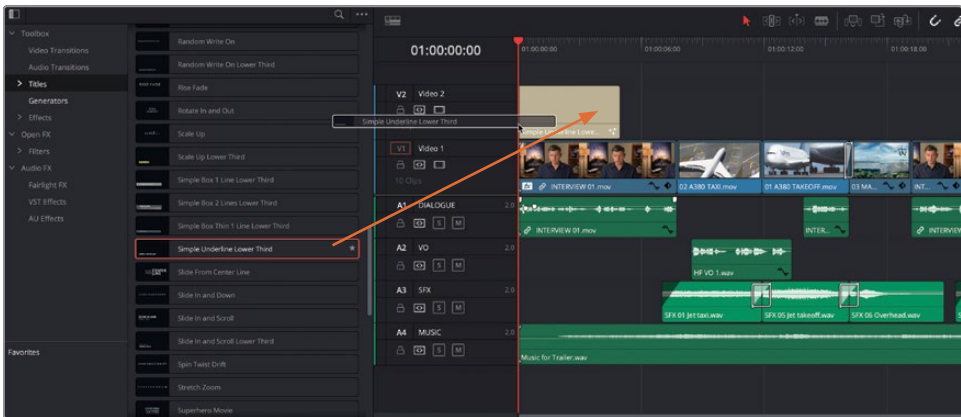 Toolbox
Video Transitions
Audio Transitions
Titles
Generators
Effects
Open FX
Filters
Audio FX
Fairlight FX
VST Effects
AU Effects
Favorites
Random Write On
Random Write On Lower Third
Rise Fade
Rotate In and Out
Scale Up
Scale Up Lower Third
Simple Box 1 Line Lower Third
Simple Box 2 Lines Lower Third
Simple Box Thin 1 Line Lower Third
Simple Underline Lower Third
Slide From Center Line
Slide In and Down
Slide In and Scroll
Slide In and Scroll Lower Third
Spin Twist Drift
Stretch Zoom
Superhero Movie
01:00:00:00
01:00:00:00 01:00:06:00 01:00:12:00 01:00:18:00
V2 Video 2
Simple Underline Lower Third
Simple Underline Lowe...
V1 Video 1
10 Clips
INTERVIEW 01.mov 02 A380 TAXI.mov 01 A380 TAKEOFF.mov 03 MA... INT...
A1 DIALOGUE 2.0
S M
INTERVIEW 01.mov INTER... INTERVIEW
A2 VO 2.0
S M
HF VO 1.wav
A3 SFX 2.0
S M
SFX 01 Jet taxi.wav SFX 05 Jet takeoff.wav SFX 06 Overhead.wav
A4 MUSIC 2.0
S M
Music for Trailer.wav